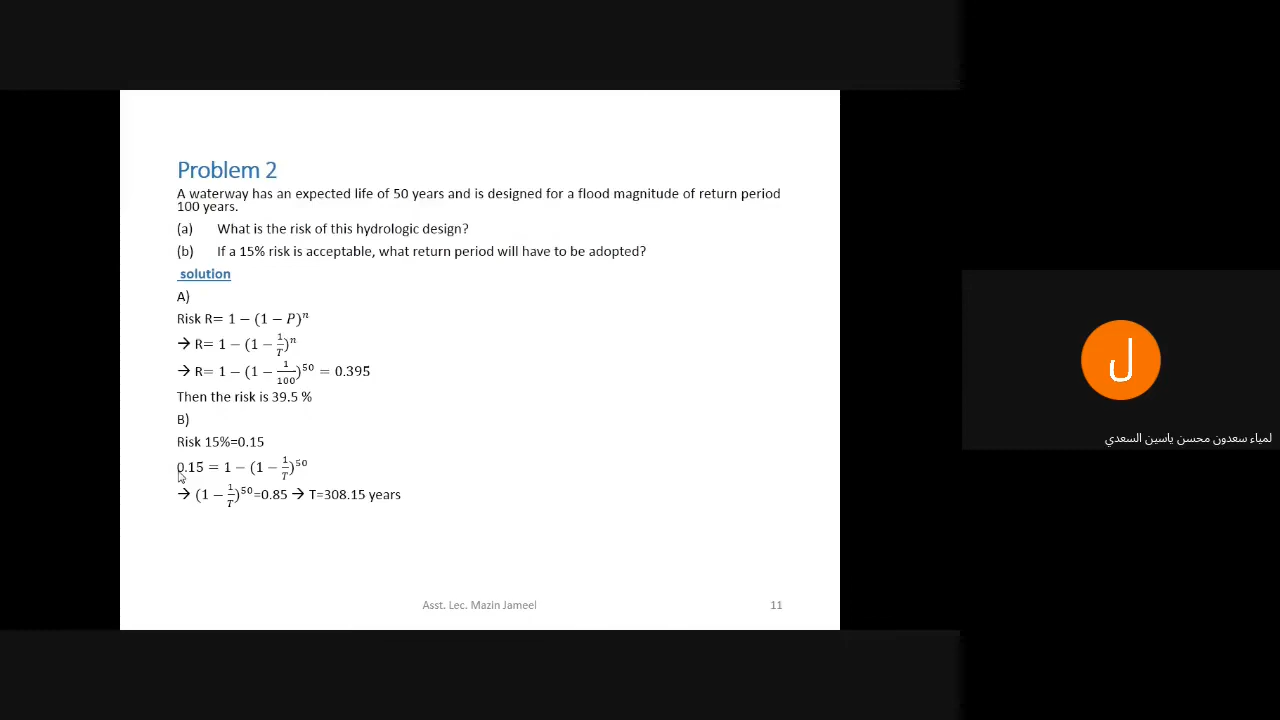 Problem 2
A waterway has an expected life of 50 years and is designed for a flood magnitude of return period
100 years.
(a) What is the risk of this hydrologic design?
(b) If a 15% risk is acceptable, what return period will have to be adopted?
solution
A)
Risk R= 1 − (1 − P)^n
→ R= 1 − (1 − 1/T)^n
→ R= 1 − (1 − 1/100)^50 = 0.395
Then the risk is 39.5 %
B)
Risk 15%=0.15
0.15 = 1 − (1 − 1/T)^50
→ (1 − 1/T)^50=0.85 → T=308.15 years
Asst. Lec. Mazin Jameel 11
ل
لمياء سعدون محسن ياسين السعدي